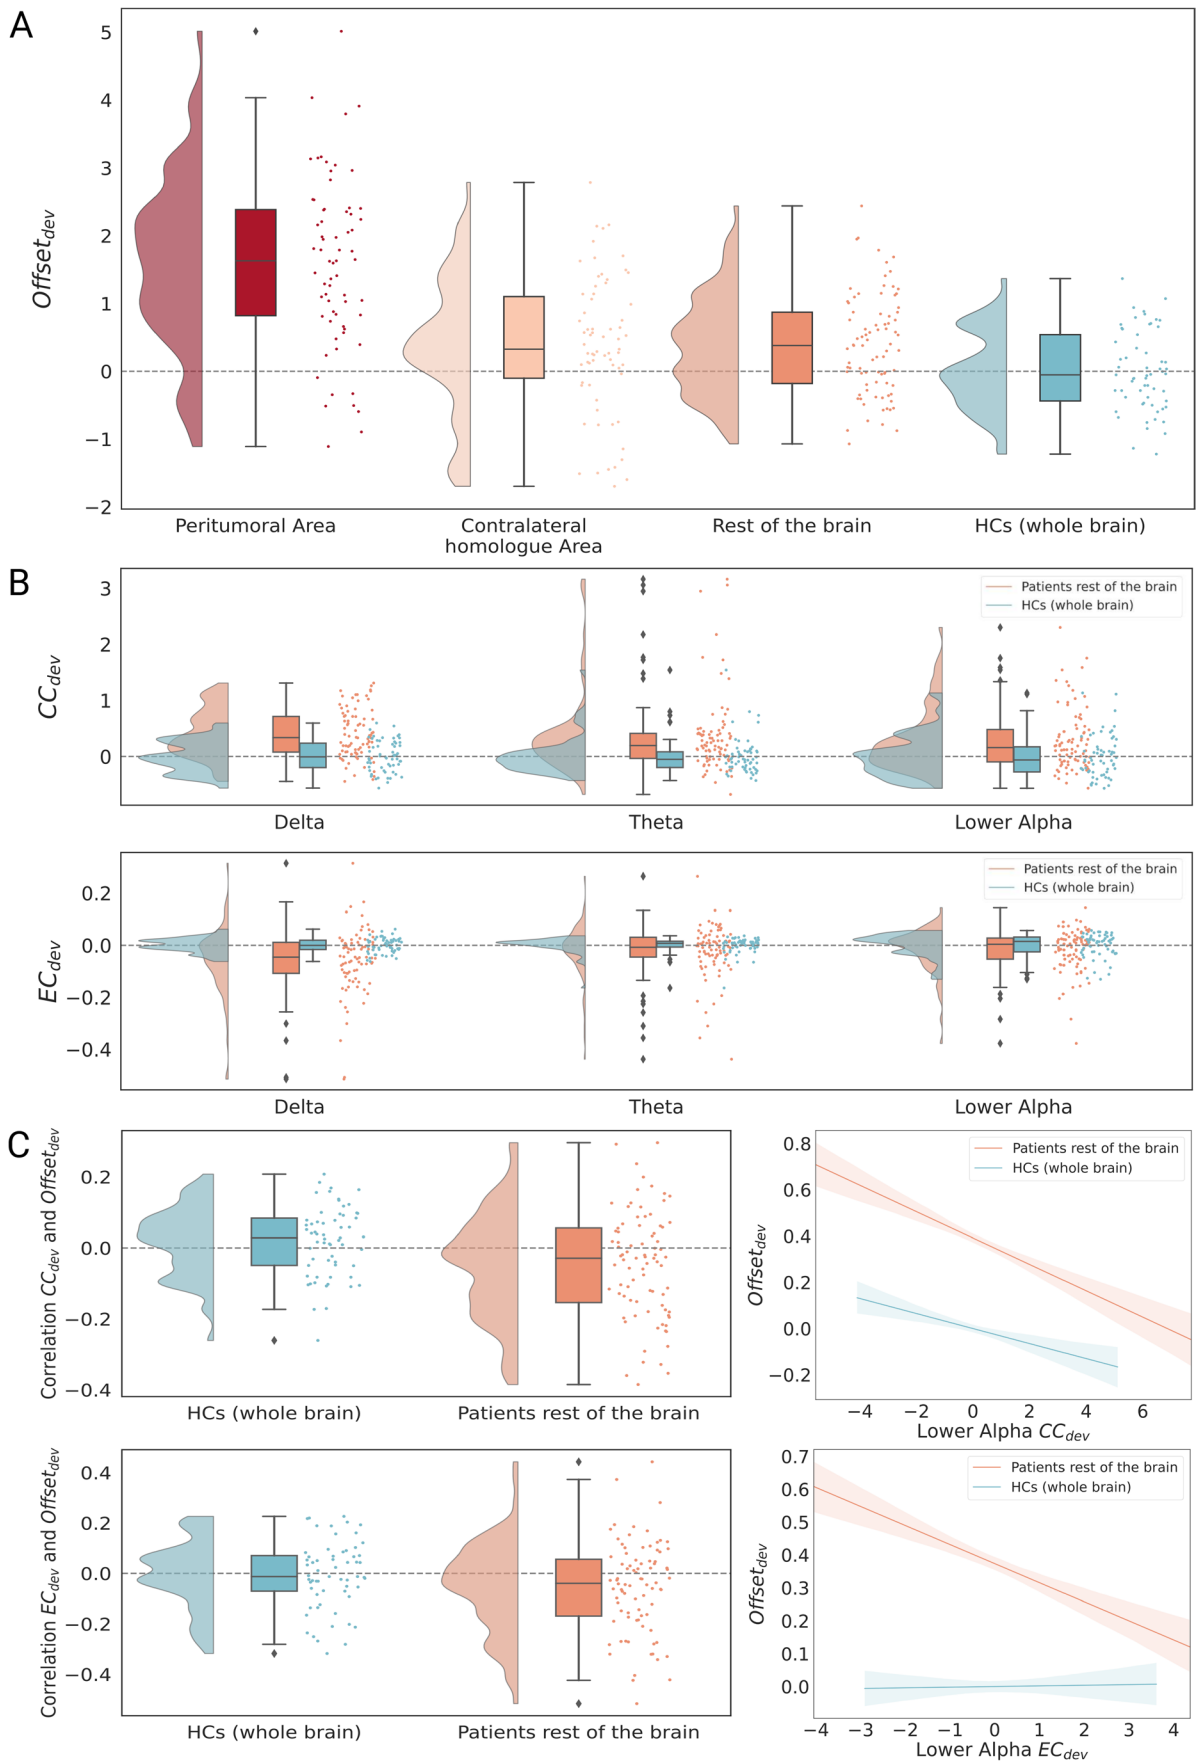 A
5
4
3
2
1
0
−1
−2
Offset_dev
Peritumoral Area
Contralateral
homologue Area
Rest of the brain
HCs (whole brain)
B
3
2
1
0
CC_dev
Patients rest of the brain
HCs (whole brain)
Delta
Theta
Lower Alpha
0.2
0.0
−0.2
−0.4
EC_dev
Patients rest of the brain
HCs (whole brain)
Delta
Theta
Lower Alpha
C
0.2
0.0
−0.2
−0.4
Correlation CC_dev and Offset_dev
HCs (whole brain)
Patients rest of the brain
0.8
0.6
0.4
0.2
0.0
−0.2
Offset_dev
Patients rest of the brain
HCs (whole brain)
−4 −2 0 2 4 6
Lower Alpha CC_dev
0.4
0.2
0.0
−0.2
−0.4
Correlation EC_dev and Offset_dev
HCs (whole brain)
Patients rest of the brain
0.7
0.6
0.5
0.4
0.3
0.2
0.1
0.0
Offset_dev
Patients rest of the brain
HCs (whole brain)
−4 −3 −2 −1 0 1 2 3 4
Lower Alpha EC_dev